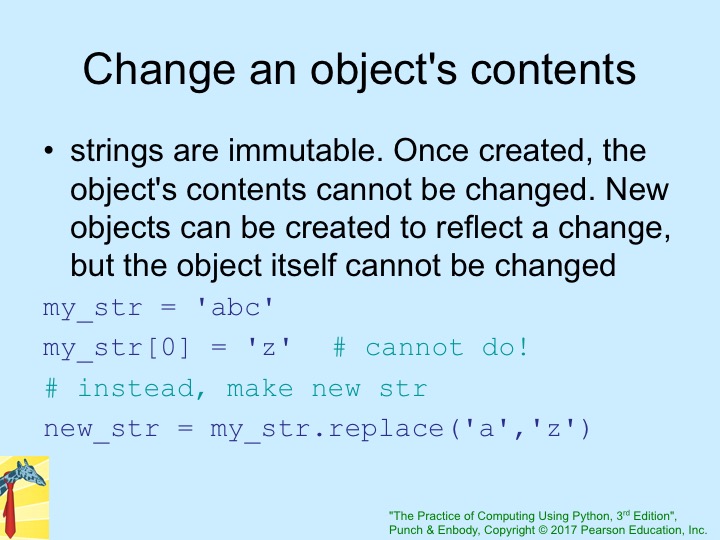 Change an object's contents
• strings are immutable. Once created, the
object's contents cannot be changed. New
objects can be created to reflect a change,
but the object itself cannot be changed
my_str = 'abc'
my_str[0] = 'z'  # cannot do!
# instead, make new str
new_str = my_str.replace('a','z')
"The Practice of Computing Using Python, 3rd Edition",
Punch & Enbody, Copyright © 2017 Pearson Education, Inc.